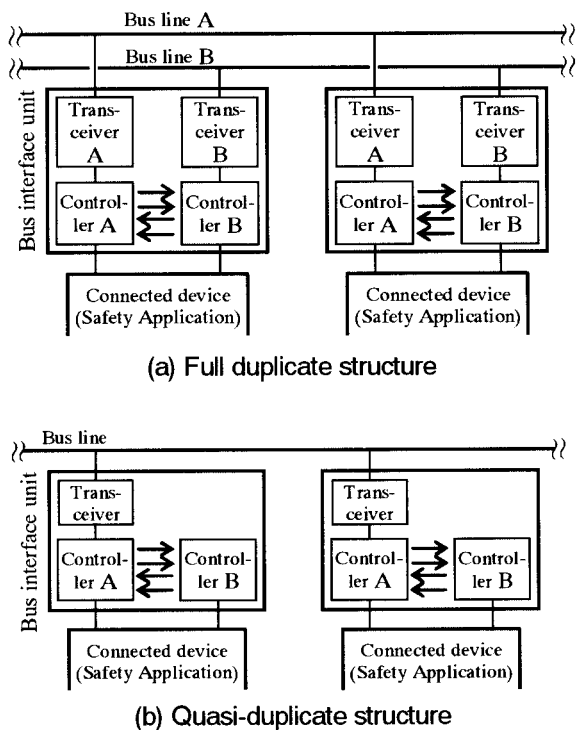 Bus line A
Bus line B
Bus interface unit
Trans-
ceiver
A
Trans-
ceiver
B
Control-
ler A
Control-
ler B
Connected device
(Safety Application)
Trans-
ceiver
A
Trans-
ceiver
B
Control-
ler A
Control-
ler B
Connected device
(Safety Application)
(a) Full duplicate structure
Bus line
Bus interface unit
Trans-
ceiver
Control-
ler A
Control-
ler B
Connected device
(Safety Application)
Trans-
ceiver
Control-
ler A
Control-
ler B
Connected device
(Safety Application)
(b) Quasi-duplicate structure